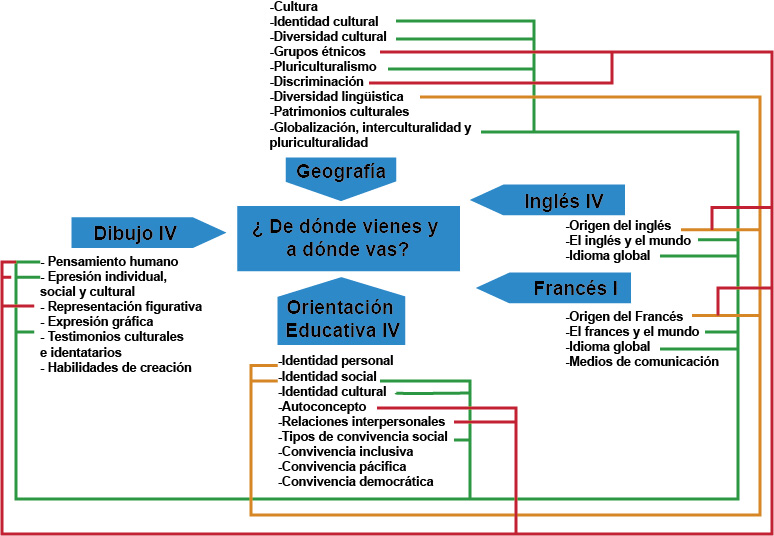 -Cultura
-Identidad cultural
-Diversidad cultural
-Grupos étnicos
-Pluriculturalismo
-Discriminación
-Diversidad lingüistica
-Patrimonios culturales
-Globalización, interculturalidad y
pluriculturalidad
Geografía
¿ De dónde vienes y
a dónde vas?
Dibujo IV
- Pensamiento humano
- Epresión individual,
social y cultural
- Representación figurativa
- Expresión gráfica
- Testimonios culturales
e identatarios
- Habilidades de creación
Orientación
Educativa IV
-Identidad personal
-Identidad social
-Identidad cultural
-Autoconcepto
-Relaciones interpersonales
-Tipos de convivencia social
-Convivencia inclusiva
-Convivencia pácifica
-Convivencia democrática
Inglés IV
-Origen del inglés
-El inglés y el mundo
-Idioma global
Francés I
-Origen del Francés
-El frances y el mundo
-Idioma global
-Medios de comunicación